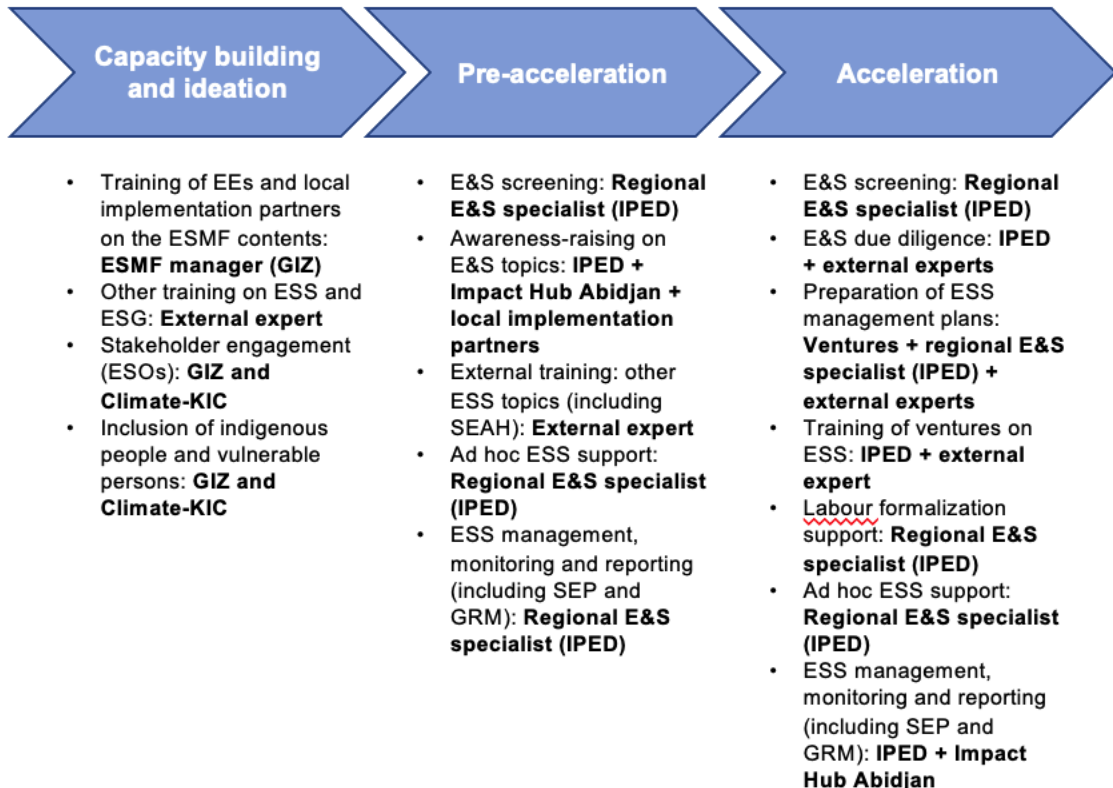 Capacity building
and ideation
Pre-acceleration
Acceleration
• Training of EEs and local
implementation partners
on the ESMF contents:
ESMF manager (GIZ)
• Other training on ESS and
ESG: External expert
• Stakeholder engagement
(ESOs): GIZ and
Climate-KIC
• Inclusion of indigenous
people and vulnerable
persons: GIZ and
Climate-KIC
• E&S screening: Regional
E&S specialist (IPED)
• Awareness-raising on
E&S topics: IPED +
Impact Hub Abidjan +
local implementation
partners
• External training: other
ESS topics (including
SEAH): External expert
• Ad hoc ESS support:
Regional E&S specialist
(IPED)
• ESS management,
monitoring and reporting
(including SEP and
GRM): Regional E&S
specialist (IPED)
• E&S screening: Regional
E&S specialist (IPED)
• E&S due diligence: IPED
+ external experts
• Preparation of ESS
management plans:
Ventures + regional E&S
specialist (IPED) +
external experts
• Training of ventures on
ESS: IPED + external
expert
• Labour formalization
support: Regional E&S
specialist (IPED)
• Ad hoc ESS support:
Regional E&S specialist
(IPED)
• ESS management,
monitoring and reporting
(including SEP and
GRM): IPED + Impact
Hub Abidjan